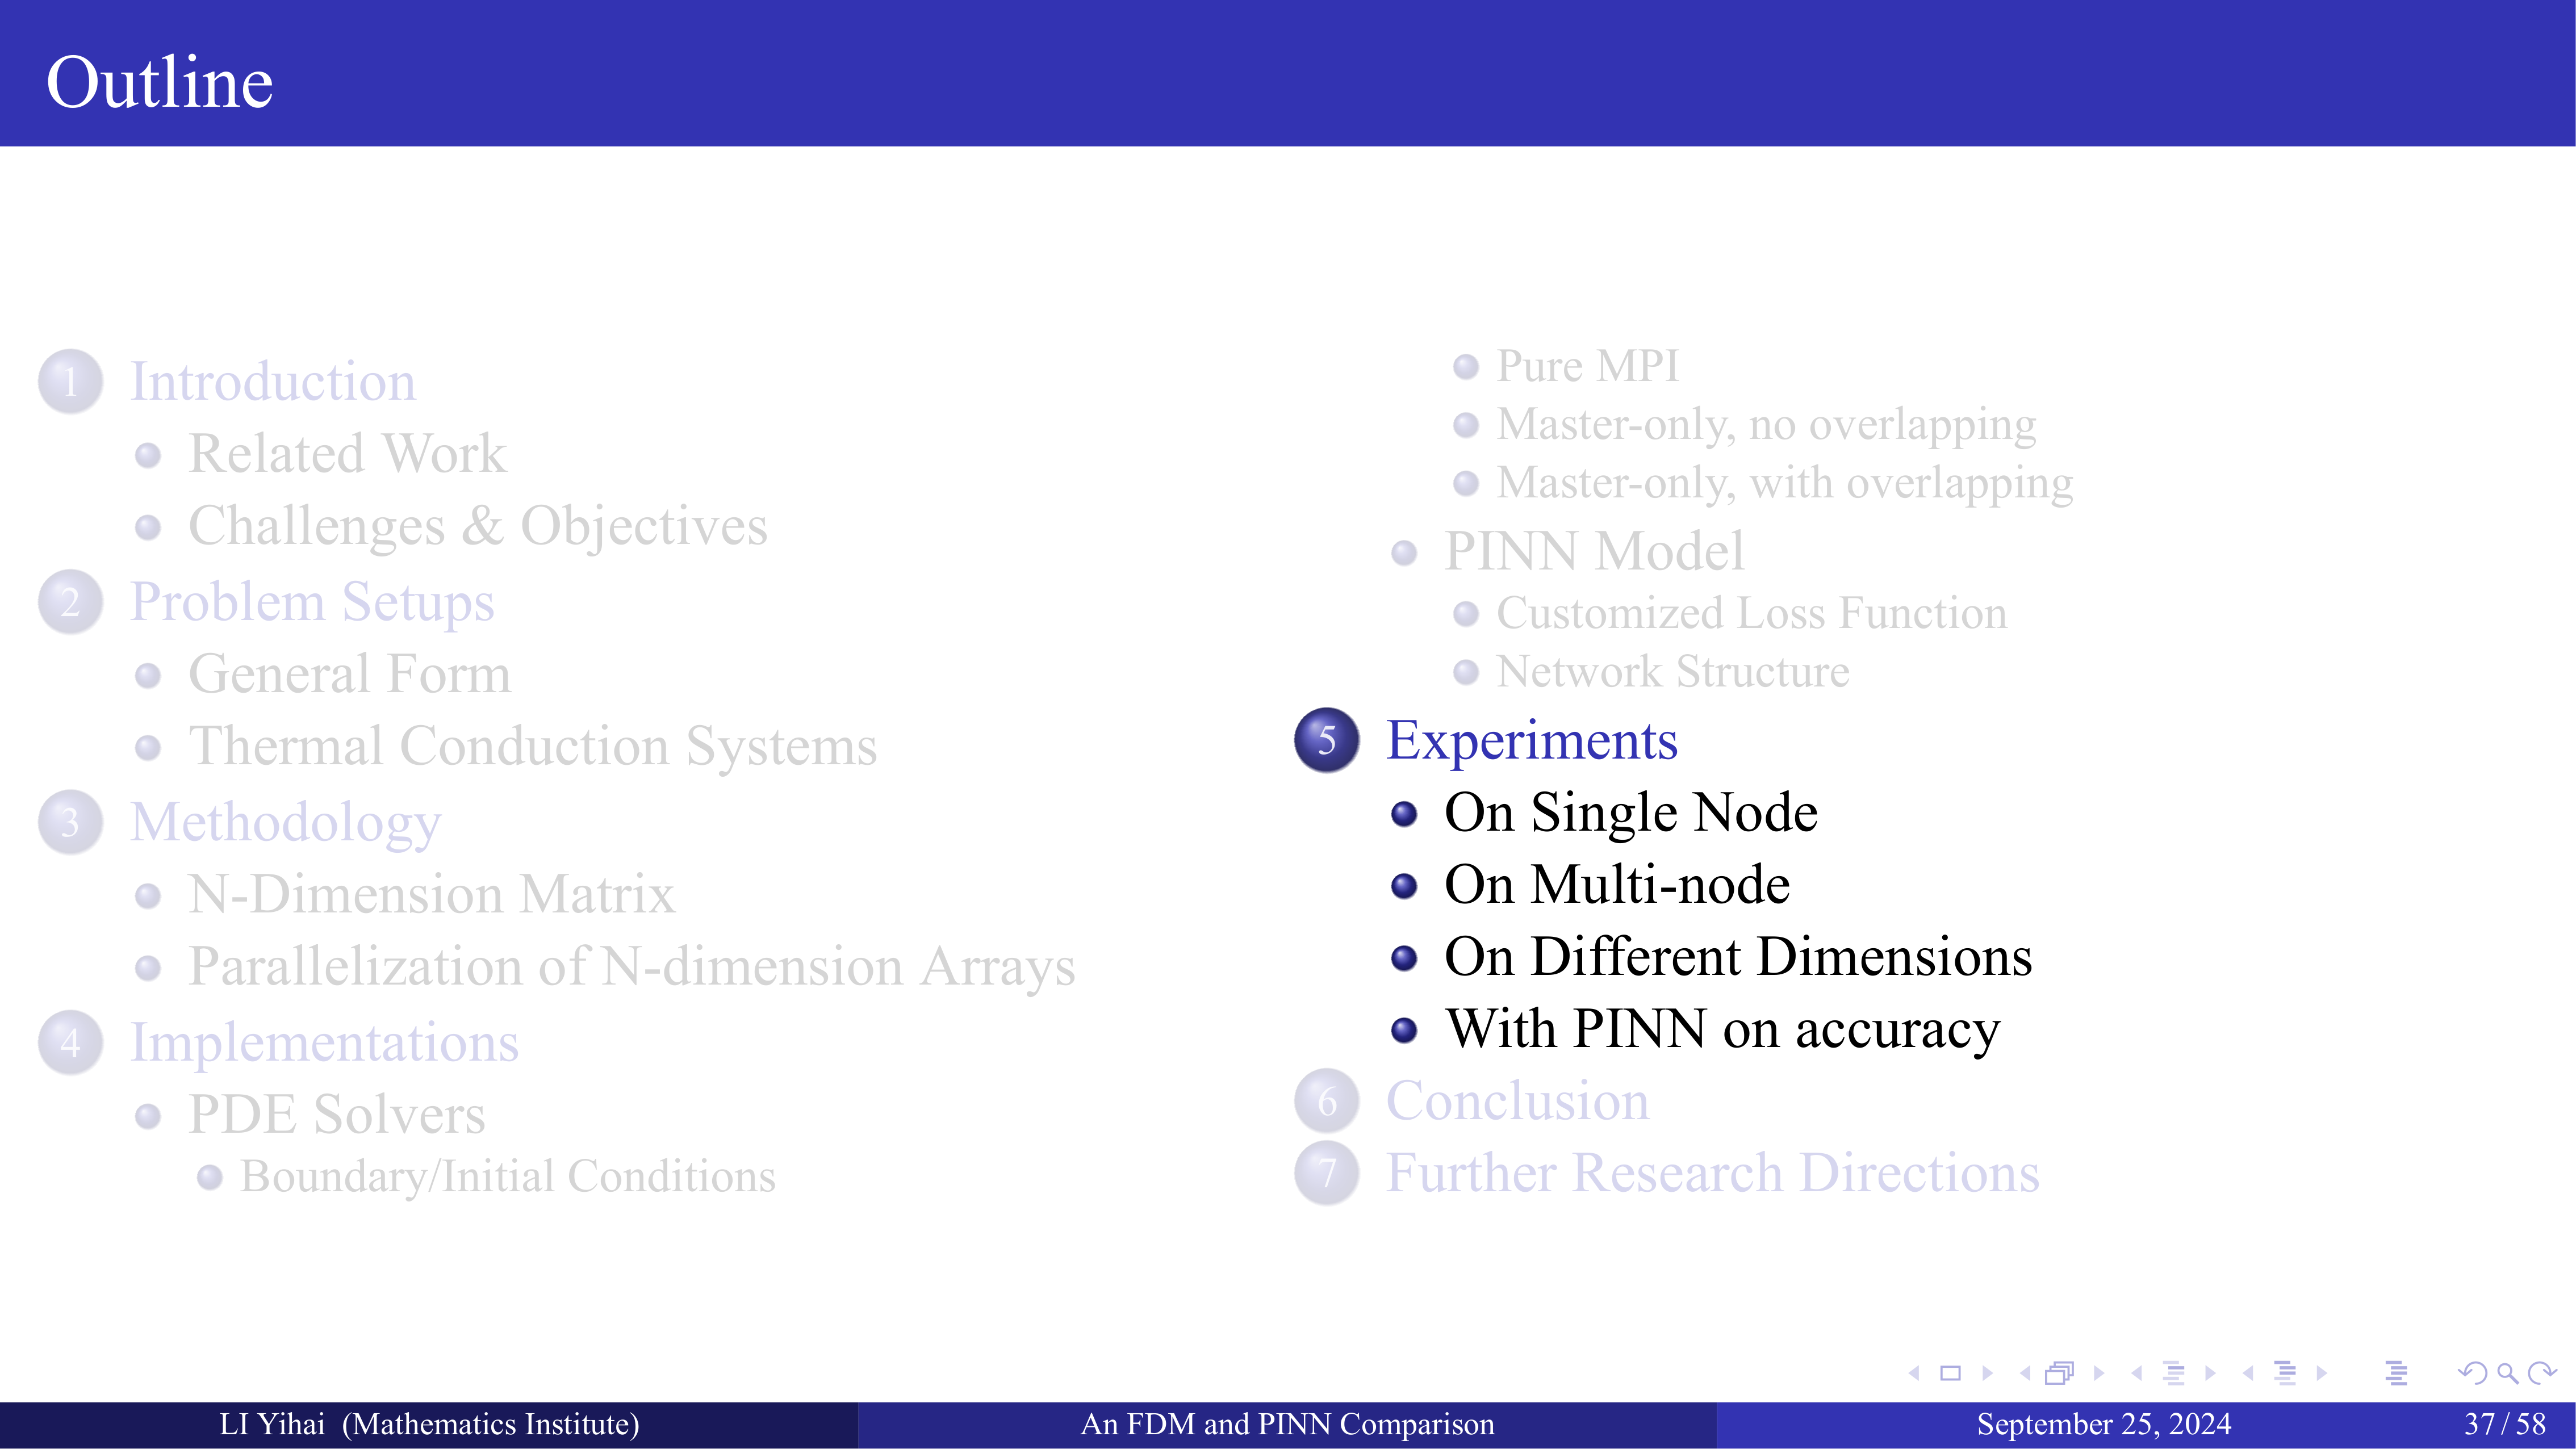 Outline
1 Introduction
Related Work
Challenges & Objectives
2 Problem Setups
General Form
Thermal Conduction Systems
3 Methodology
N-Dimension Matrix
Parallelization of N-dimension Arrays
4 Implementations
PDE Solvers
Boundary/Initial Conditions
Pure MPI
Master-only, no overlapping
Master-only, with overlapping
PINN Model
Customized Loss Function
Network Structure
5 Experiments
On Single Node
On Multi-node
On Different Dimensions
With PINN on accuracy
6 Conclusion
7 Further Research Directions
LI Yihai (Mathematics Institute)
An FDM and PINN Comparison
September 25, 2024
37 / 58